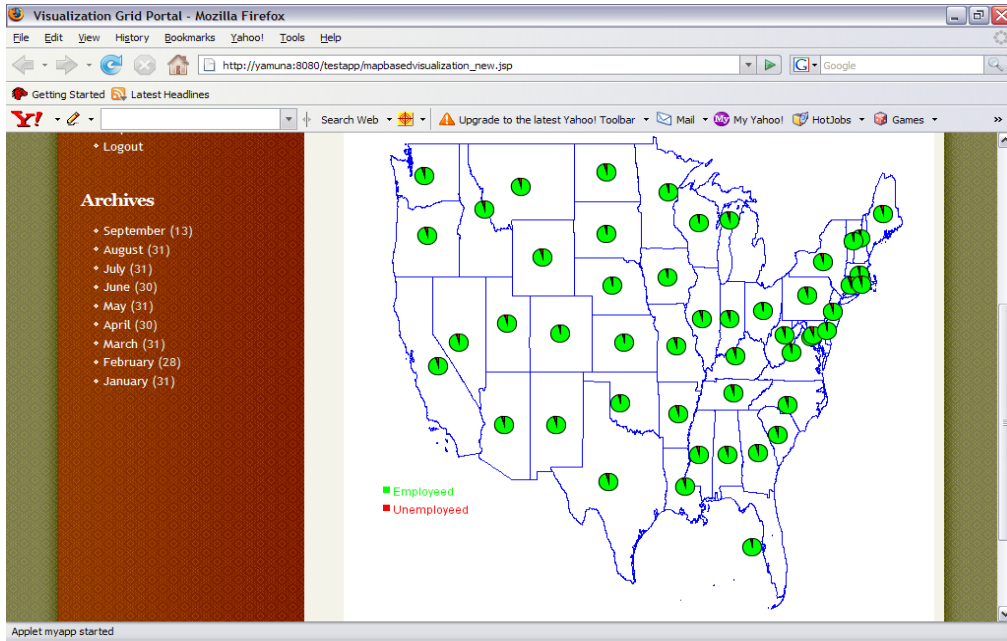 Visualization Grid Portal - Mozilla Firefox
File Edit View History Bookmarks Yahoo! Tools Help
http://yamuna:8080/testapp/mapbasedvisualization_new.jsp
G Google
Getting Started Latest Headlines
Y! Search Web Upgrade to the latest Yahoo! Toolbar Mail My My Yahoo! HotJobs Games »
Logout
Archives
September (13)
August (31)
July (31)
June (30)
May (31)
April (30)
March (31)
February (28)
January (31)
Employeed
Unemployeed
Applet myapp started